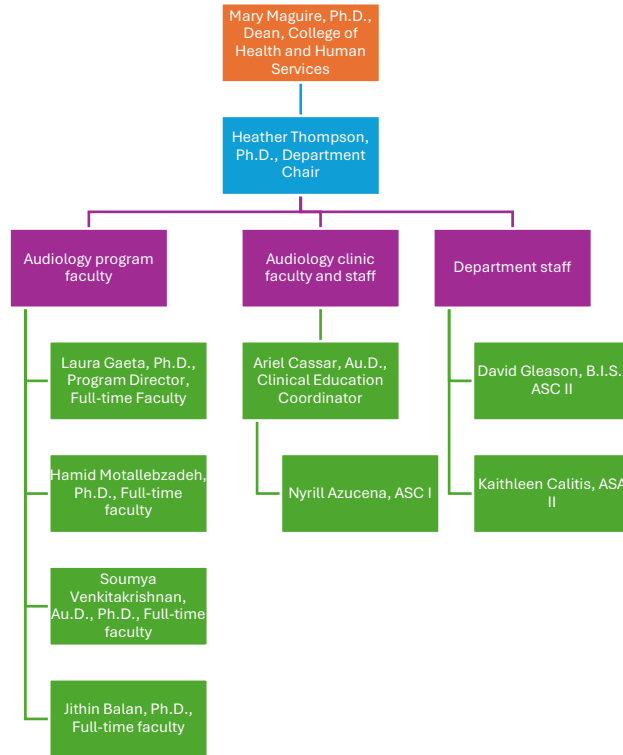 Mary Maguire, Ph.D.,
Dean, College of
Health and Human
Services
Heather Thompson,
Ph.D., Department
Chair
Audiology program
faculty
Audiology clinic
faculty and staff
Department staff
Laura Gaeta, Ph.D.,
Program Director,
Full-time Faculty
Ariel Cassar, Au.D.,
Clinical Education
Coordinator
David Gleason, B.I.S.
ASC II
Hamid Motallebzadeh,
Ph.D., Full-time
faculty
Nyrill Azucena, ASC I
Kaithleen Calitis, ASA
II
Soumya
Venkitakrishnan,
Au.D., Ph.D., Full-time
faculty
Jithin Balan, Ph.D.,
Full-time faculty